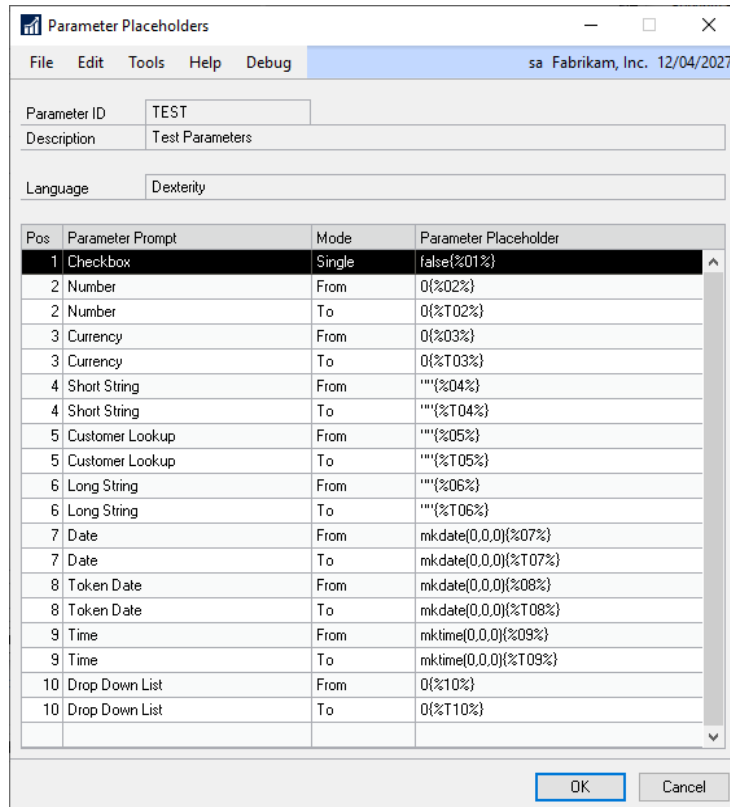 Parameter Placeholders
File Edit Tools Help Debug sa Fabrikam, Inc. 12/04/2027
Parameter ID TEST
Description Test Parameters
Language Dexterity
Pos Parameter Prompt Mode Parameter Placeholder
1 Checkbox Single false{%01%}
2 Number From 0{%02%}
2 Number To 0{%T02%}
3 Currency From 0{%03%}
3 Currency To 0{%T03%}
4 Short String From ""{%04%}
4 Short String To ""{%T04%}
5 Customer Lookup From ""{%05%}
5 Customer Lookup To ""{%T05%}
6 Long String From ""{%06%}
6 Long String To ""{%T06%}
7 Date From mkdate(0,0,0){%07%}
7 Date To mkdate(0,0,0){%T07%}
8 Token Date From mkdate(0,0,0){%08%}
8 Token Date To mkdate(0,0,0){%T08%}
9 Time From mktime(0,0,0){%09%}
9 Time To mktime(0,0,0){%T09%}
10 Drop Down List From 0{%10%}
10 Drop Down List To 0{%T10%}
OK Cancel